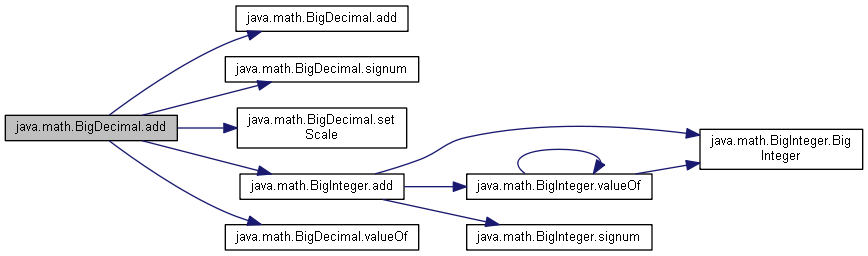 java.math.BigDecimal.add
java.math.BigDecimal.add
java.math.BigDecimal.signum
java.math.BigDecimal.set
Scale
java.math.BigInteger.add
java.math.BigDecimal.valueOf
java.math.BigInteger.valueOf
java.math.BigInteger.signum
java.math.BigInteger.Big
Integer